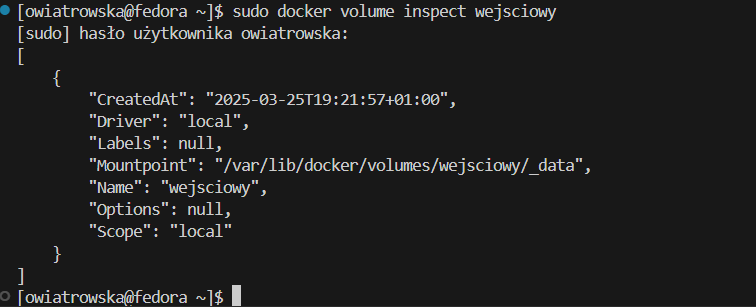 [owiatrowska@fedora ~]$ sudo docker volume inspect wejsciowy
[sudo] hasło użytkownika owiatrowska:
[
    {
        "CreatedAt": "2025-03-25T19:21:57+01:00",
        "Driver": "local",
        "Labels": null,
        "Mountpoint": "/var/lib/docker/volumes/wejsciowy/_data",
        "Name": "wejsciowy",
        "Options": null,
        "Scope": "local"
    }
]
[owiatrowska@fedora ~]$